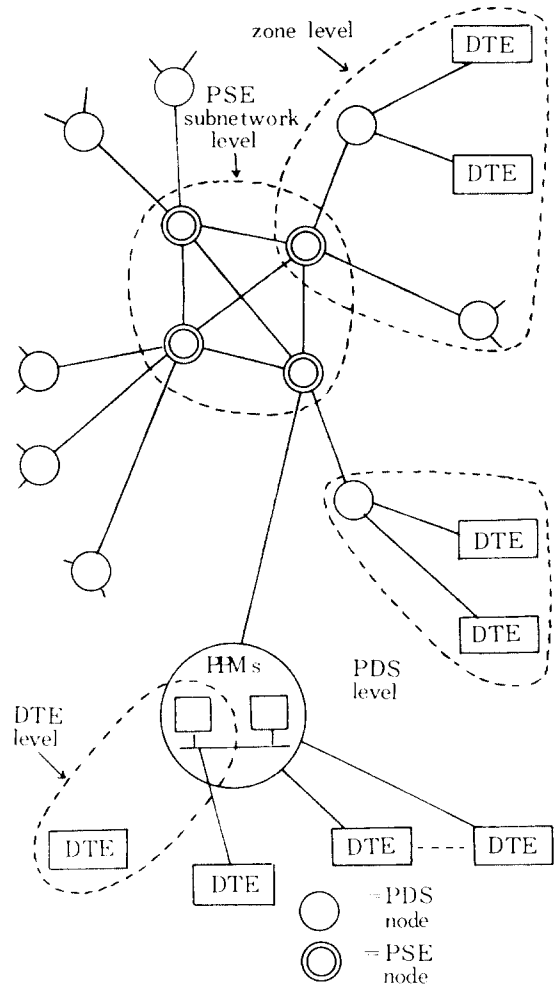 zone level
DTE
PSE
subnetwork
level
DTE
DTE
DTE
PDS
level
DTE
level
DTE
DTE
DTE
DTE
=PDS
node
=PSE
node